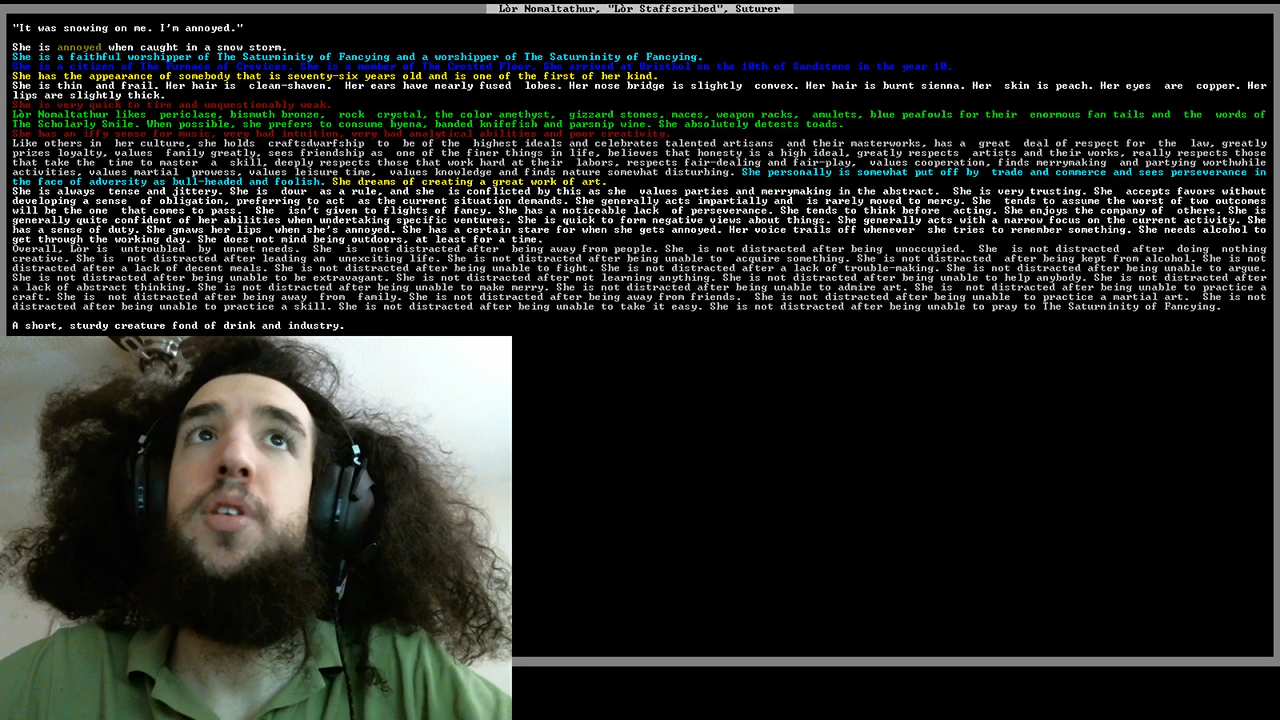 Lòr Nomaltathur, "Lòr Staffscribed", Suturer
"It was snowing on me. I'm annoyed."
She is annoyed when caught in a snow storm.
She is a faithful worshipper of The Saturninity of Fancying and a worshipper of The Saturninity of Fancying.
She is a citizen of The Furnace of Crevices. She is a member of The Crested Floor. She arrived at Uristkol on the 10th of Sandstone in the year 10.
She has the appearance of somebody that is seventy-six years old and is one of the first of her kind.
She is thin and frail. Her hair is clean-shaven. Her ears have nearly fused lobes. Her nose bridge is slightly convex. Her hair is burnt sienna. Her skin is peach. Her eyes are copper. Her
lips are slightly thick.
She is very quick to tire and unquestionably weak.
Lòr Nomaltathur likes periclase, bismuth bronze, rock crystal, the color amethyst, gizzard stones, maces, weapon racks, amulets, blue peafowls for their enormous fan tails and the words of
The Scholarly Smile. When possible, she prefers to consume hyena, banded knifefish and parsnip wine. She absolutely detests toads.
She has an iffy sense for music, very bad intuition, very bad analytical abilities and poor creativity.
Like others in her culture, she holds craftsdwarfship to be of the highest ideals and celebrates talented artisans and their masterworks, has a great deal of respect for the law, greatly
prizes loyalty, values family greatly, sees friendship as one of the finer things in life, believes that honesty is a high ideal, greatly respects artists and their works, really respects those
that take the time to master a skill, deeply respects those that work hard at their labors, respects fair-dealing and fair-play, values cooperation, finds merrymaking and partying worthwhile
activities, values martial prowess, values leisure time, values knowledge and finds nature somewhat disturbing. She personally is somewhat put off by trade and commerce and sees perseverance in
the face of adversity as bull-headed and foolish. She dreams of creating a great work of art.
She is always tense and jittery. She is dour as a rule, and she is conflicted by this as she values parties and merrymaking in the abstract. She is very trusting. She accepts favors without
developing a sense of obligation, preferring to act as the current situation demands. She generally acts impartially and is rarely moved to mercy. She tends to assume the worst of two outcomes
will be the one that comes to pass. She isn't given to flights of fancy. She has a noticeable lack of perseverance. She tends to think before acting. She enjoys the company of others. She is
generally quite confident of her abilities when undertaking specific ventures. She is quick to form negative views about things. She generally acts with a narrow focus on the current activity. She
has a sense of duty. She gnaws her lips when she's annoyed. She has a certain stare for when she gets annoyed. Her voice trails off whenever she tries to remember something. She needs alcohol to
get through the working day. She does not mind being outdoors, at least for a time.
Overall, Lòr is untroubled by unmet needs. She is not distracted after being away from people. She is not distracted after being unoccupied. She is not distracted after doing nothing
creative. She is not distracted after leading an unexciting life. She is not distracted after being unable to acquire something. She is not distracted after being kept from alcohol. She is not
distracted after a lack of decent meals. She is not distracted after being unable to fight. She is not distracted after a lack of trouble-making. She is not distracted after being unable to argue.
She is not distracted after being unable to be extravagant. She is not distracted after not learning anything. She is not distracted after being unable to help anybody. She is not distracted after
a lack of abstract thinking. She is not distracted after being unable to make merry. She is not distracted after being unable to admire art. She is not distracted after being unable to practice a
craft. She is not distracted after being away from family. She is not distracted after being away from friends. She is not distracted after being unable to practice a martial art. She is not
distracted after being unable to practice a skill. She is not distracted after being unable to take it easy. She is not distracted after being unable to pray to The Saturninity of Fancying.
A short, sturdy creature fond of drink and industry.